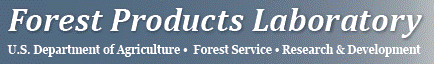 Forest Products Laboratory
U.S. Department of Agriculture • Forest Service • Research & Development